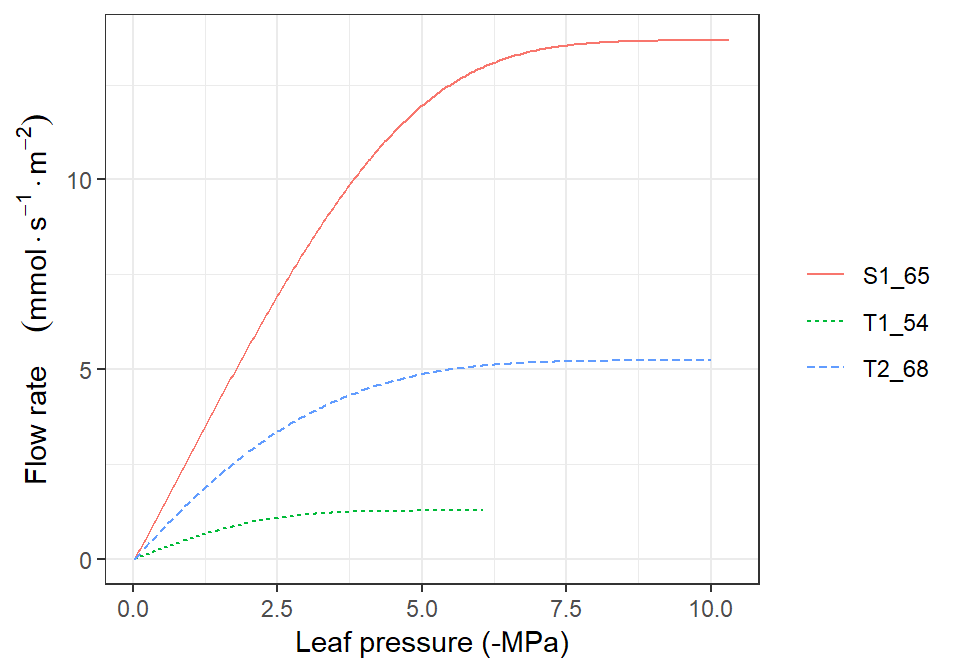 Flow rate (mmol · s⁻¹ · m⁻²)
10
5
0
0.0 2.5 5.0 7.5 10.0
Leaf pressure (-MPa)
S1_65
T1_54
T2_68